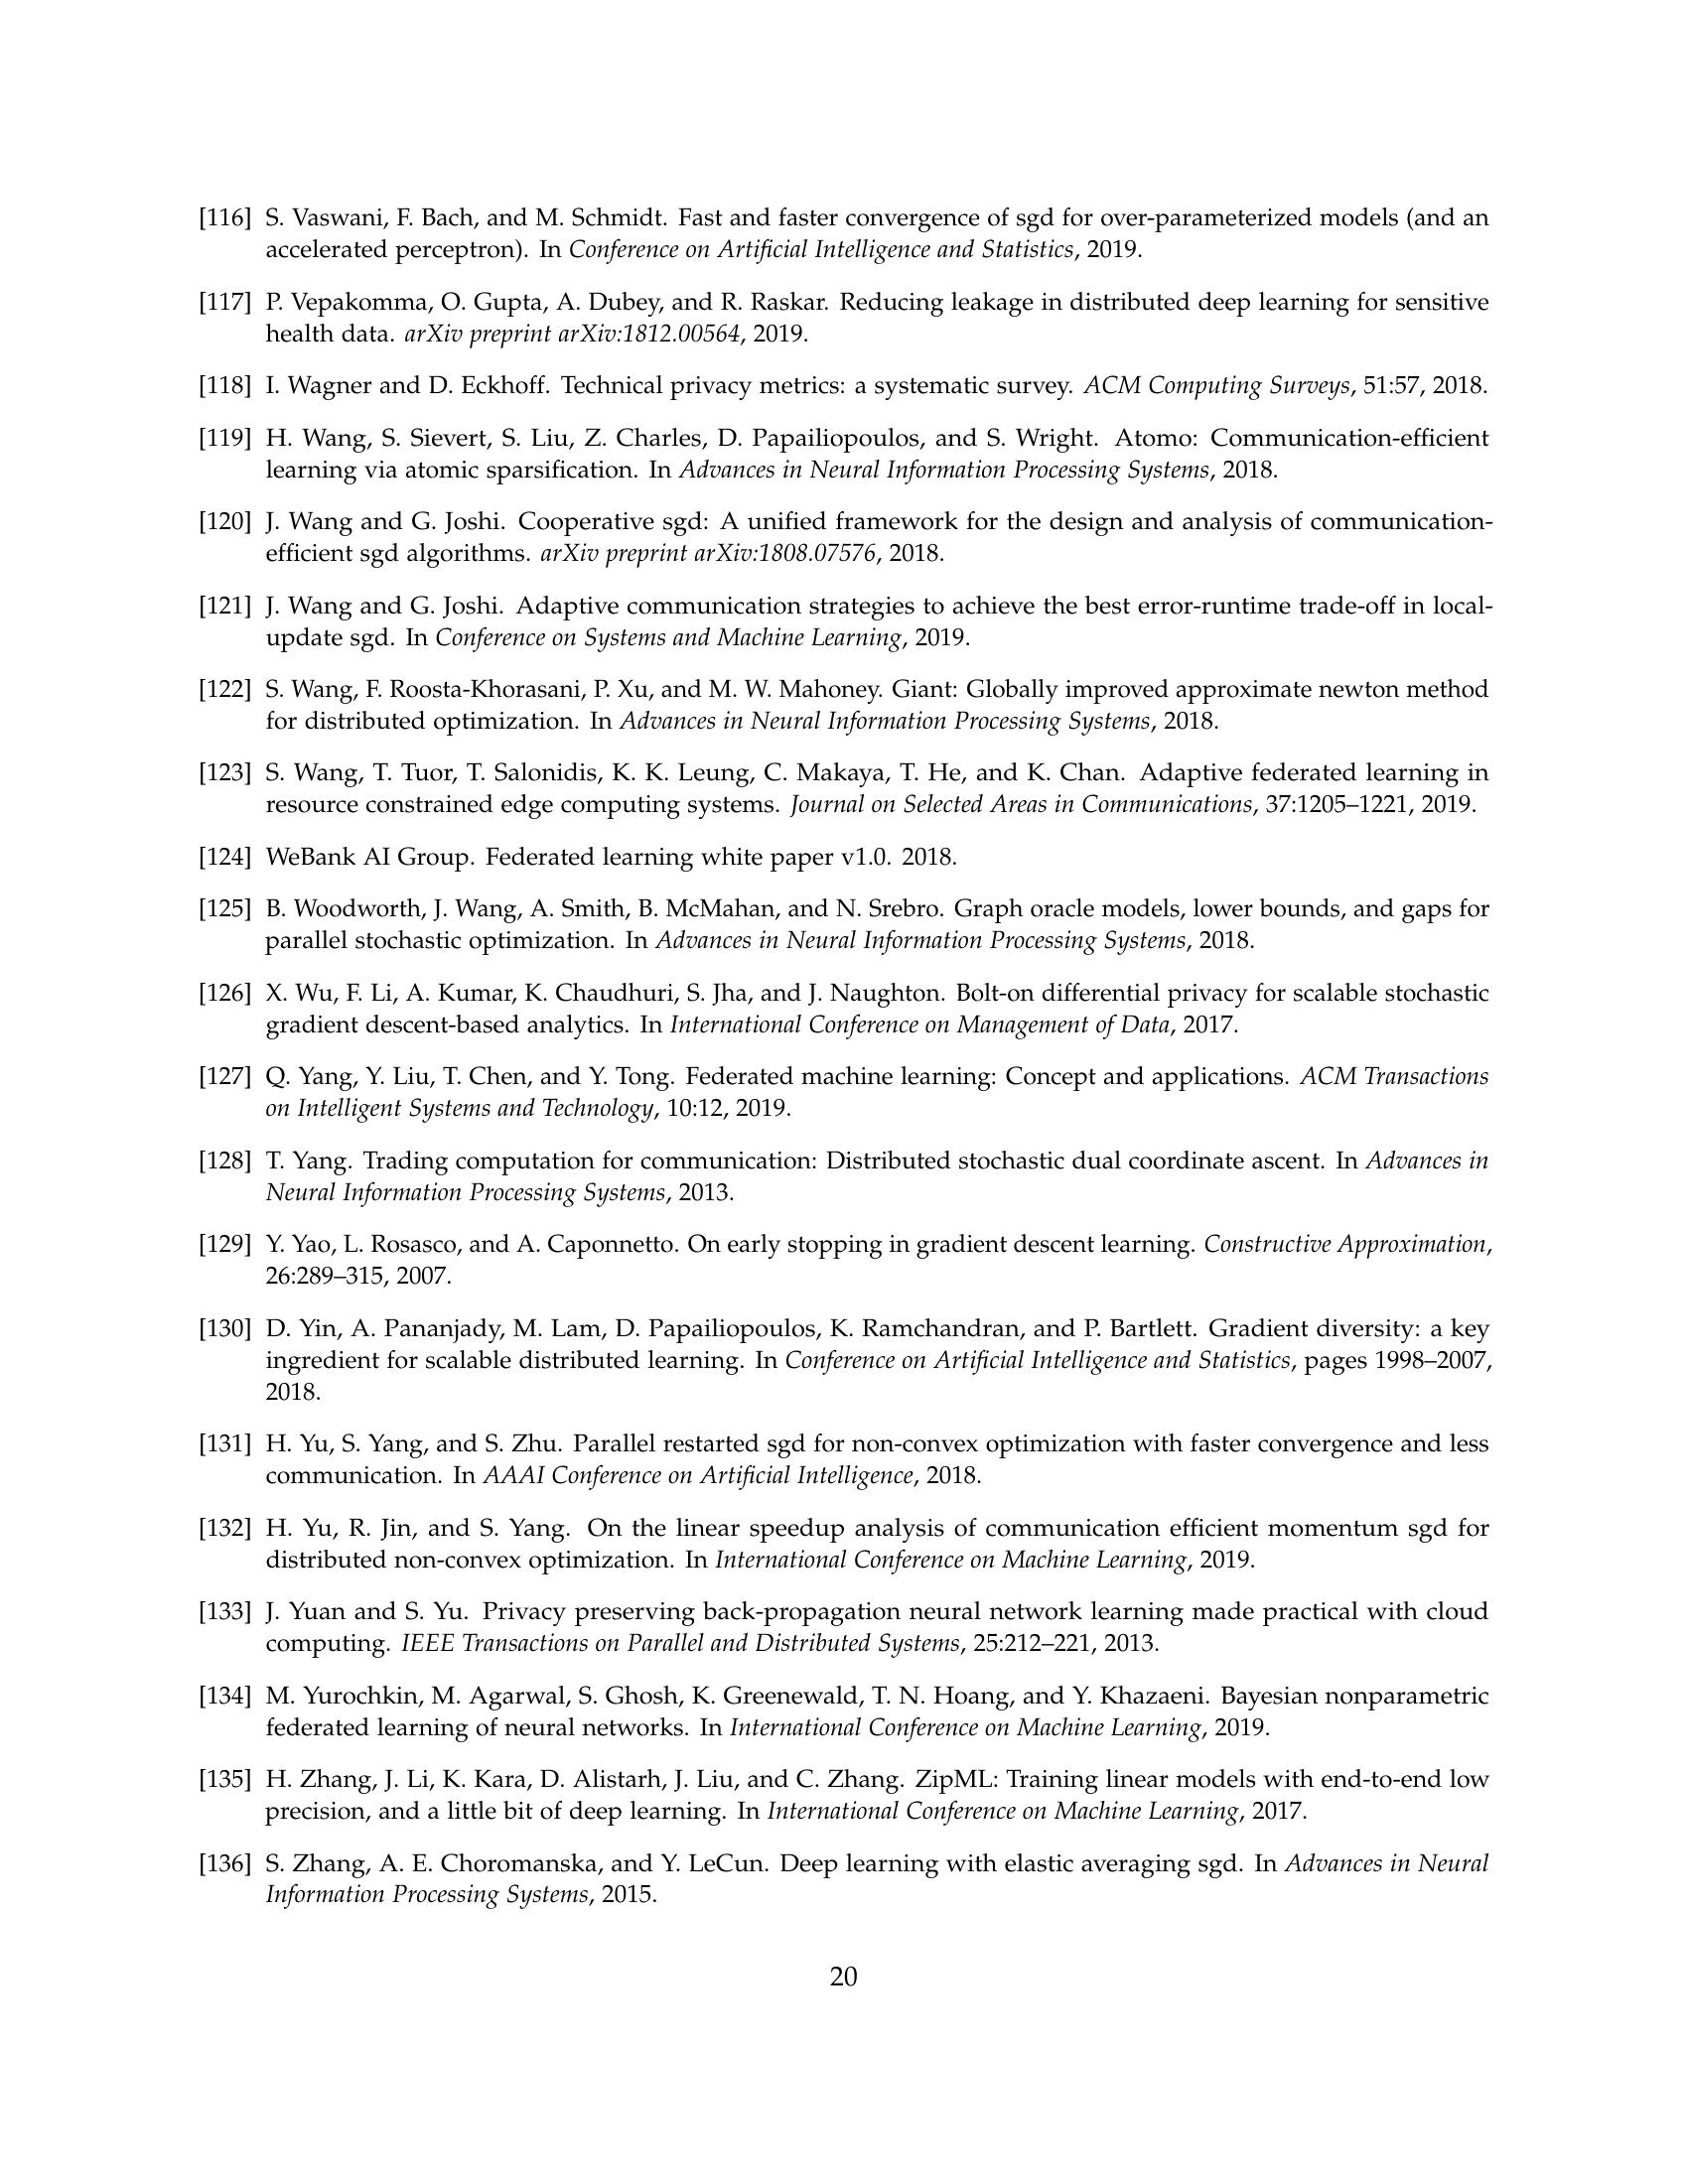 [116] S. Vaswani, F. Bach, and M. Schmidt. Fast and faster convergence of sgd for over-parameterized models (and an
accelerated perceptron). In Conference on Artificial Intelligence and Statistics, 2019.
[117] P. Vepakomma, O. Gupta, A. Dubey, and R. Raskar. Reducing leakage in distributed deep learning for sensitive
health data. arXiv preprint arXiv:1812.00564, 2019.
[118] I. Wagner and D. Eckhoff. Technical privacy metrics: a systematic survey. ACM Computing Surveys, 51:57, 2018.
[119] H. Wang, S. Sievert, S. Liu, Z. Charles, D. Papailiopoulos, and S. Wright. Atomo: Communication-efficient
learning via atomic sparsification. In Advances in Neural Information Processing Systems, 2018.
[120] J. Wang and G. Joshi. Cooperative sgd: A unified framework for the design and analysis of communication-
efficient sgd algorithms. arXiv preprint arXiv:1808.07576, 2018.
[121] J. Wang and G. Joshi. Adaptive communication strategies to achieve the best error-runtime trade-off in local-
update sgd. In Conference on Systems and Machine Learning, 2019.
[122] S. Wang, F. Roosta-Khorasani, P. Xu, and M. W. Mahoney. Giant: Globally improved approximate newton method
for distributed optimization. In Advances in Neural Information Processing Systems, 2018.
[123] S. Wang, T. Tuor, T. Salonidis, K. K. Leung, C. Makaya, T. He, and K. Chan. Adaptive federated learning in
resource constrained edge computing systems. Journal on Selected Areas in Communications, 37:1205–1221, 2019.
[124] WeBank AI Group. Federated learning white paper v1.0. 2018.
[125] B. Woodworth, J. Wang, A. Smith, B. McMahan, and N. Srebro. Graph oracle models, lower bounds, and gaps for
parallel stochastic optimization. In Advances in Neural Information Processing Systems, 2018.
[126] X. Wu, F. Li, A. Kumar, K. Chaudhuri, S. Jha, and J. Naughton. Bolt-on differential privacy for scalable stochastic
gradient descent-based analytics. In International Conference on Management of Data, 2017.
[127] Q. Yang, Y. Liu, T. Chen, and Y. Tong. Federated machine learning: Concept and applications. ACM Transactions
on Intelligent Systems and Technology, 10:12, 2019.
[128] T. Yang. Trading computation for communication: Distributed stochastic dual coordinate ascent. In Advances in
Neural Information Processing Systems, 2013.
[129] Y. Yao, L. Rosasco, and A. Caponnetto. On early stopping in gradient descent learning. Constructive Approximation,
26:289–315, 2007.
[130] D. Yin, A. Pananjady, M. Lam, D. Papailiopoulos, K. Ramchandran, and P. Bartlett. Gradient diversity: a key
ingredient for scalable distributed learning. In Conference on Artificial Intelligence and Statistics, pages 1998–2007,
2018.
[131] H. Yu, S. Yang, and S. Zhu. Parallel restarted sgd for non-convex optimization with faster convergence and less
communication. In AAAI Conference on Artificial Intelligence, 2018.
[132] H. Yu, R. Jin, and S. Yang. On the linear speedup analysis of communication efficient momentum sgd for
distributed non-convex optimization. In International Conference on Machine Learning, 2019.
[133] J. Yuan and S. Yu. Privacy preserving back-propagation neural network learning made practical with cloud
computing. IEEE Transactions on Parallel and Distributed Systems, 25:212–221, 2013.
[134] M. Yurochkin, M. Agarwal, S. Ghosh, K. Greenewald, T. N. Hoang, and Y. Khazaeni. Bayesian nonparametric
federated learning of neural networks. In International Conference on Machine Learning, 2019.
[135] H. Zhang, J. Li, K. Kara, D. Alistarh, J. Liu, and C. Zhang. ZipML: Training linear models with end-to-end low
precision, and a little bit of deep learning. In International Conference on Machine Learning, 2017.
[136] S. Zhang, A. E. Choromanska, and Y. LeCun. Deep learning with elastic averaging sgd. In Advances in Neural
Information Processing Systems, 2015.
20